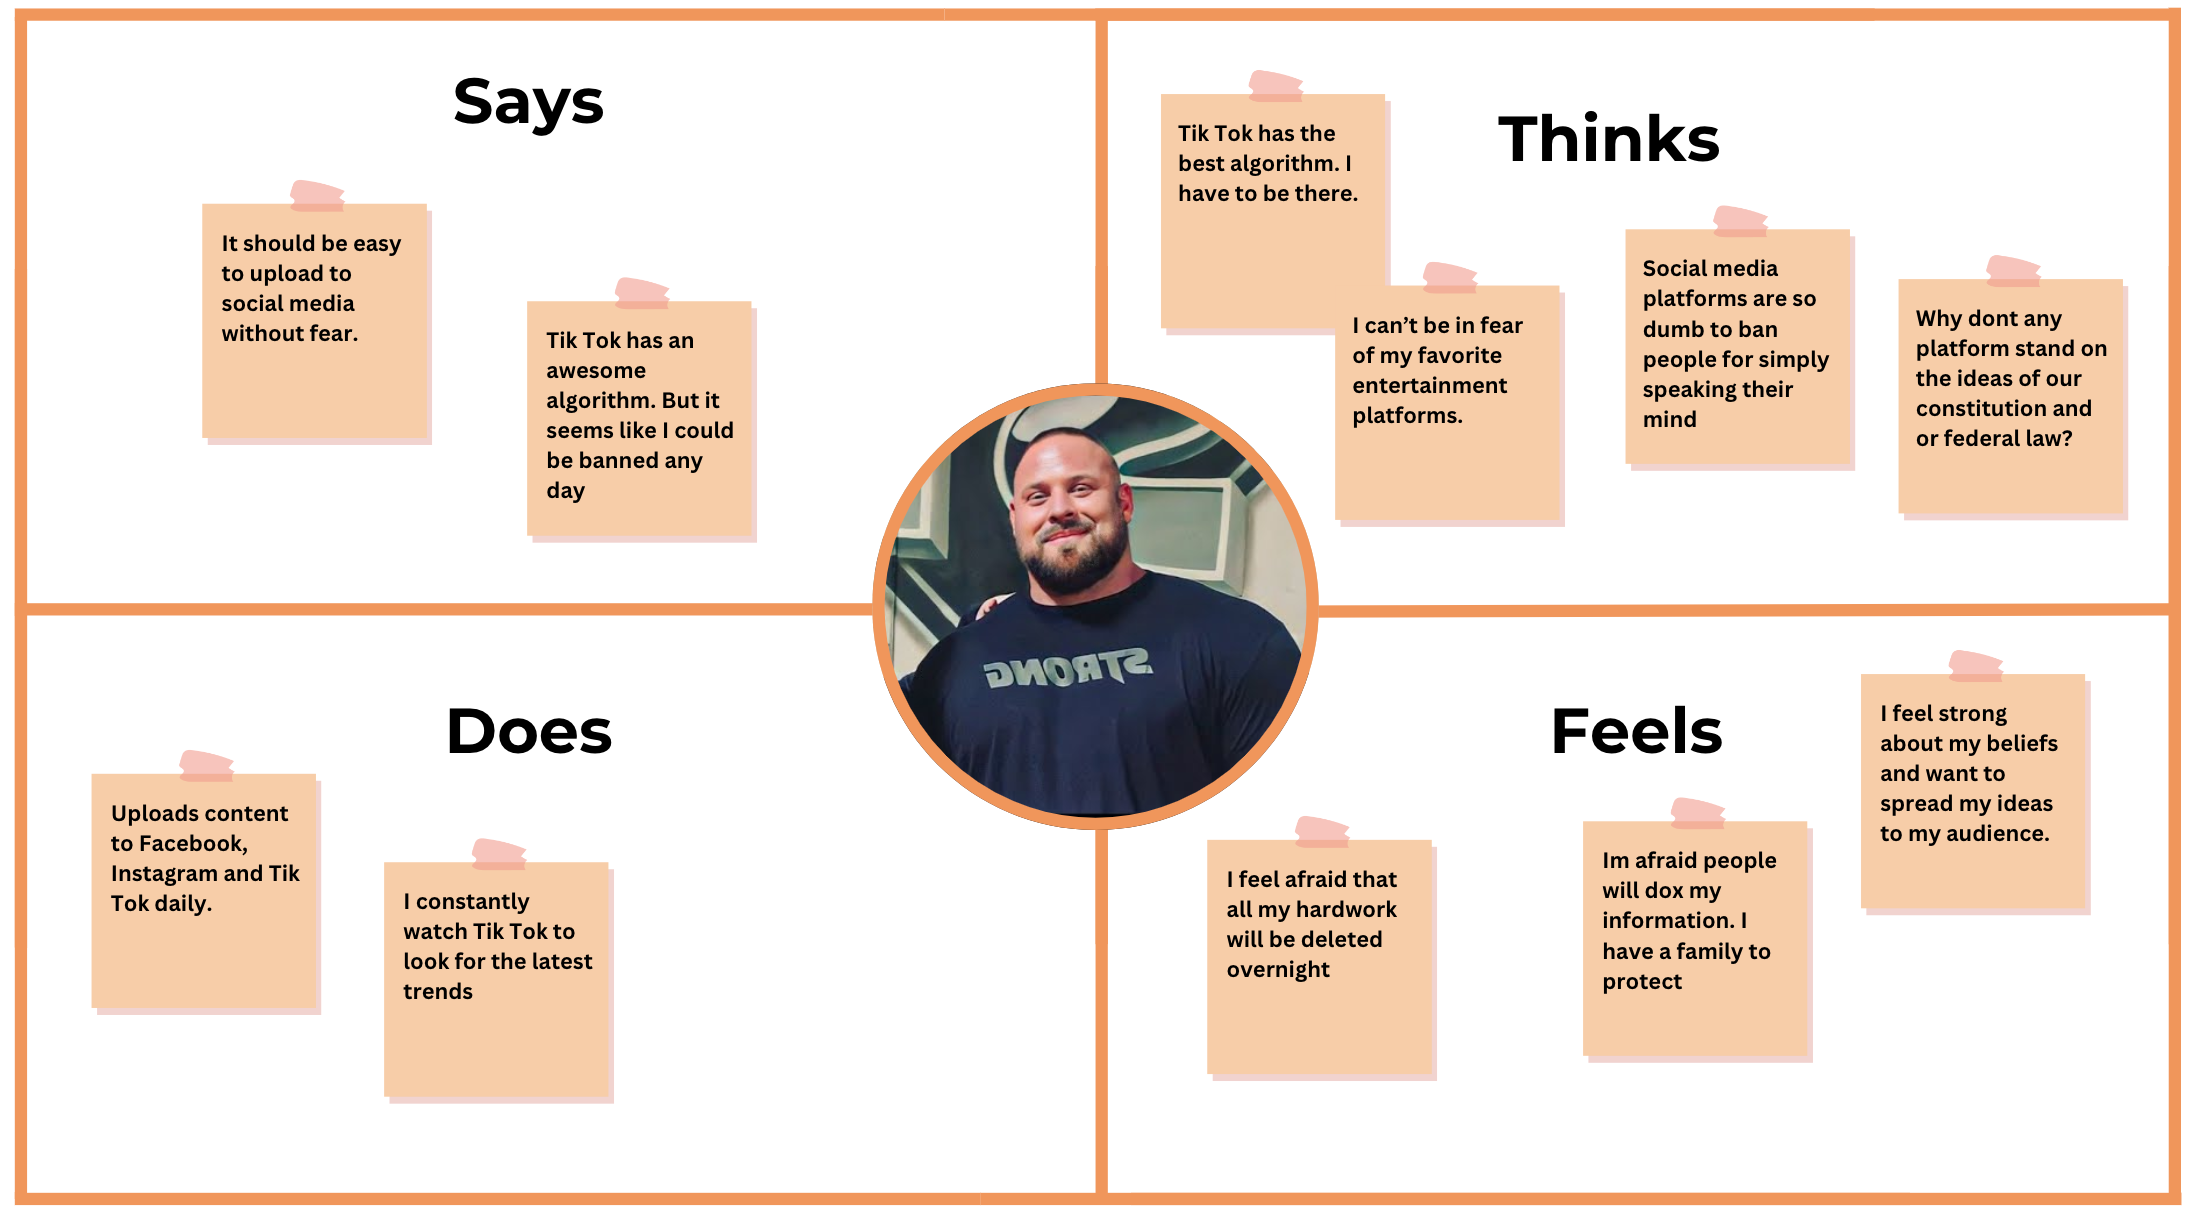 Says
It should be easy
to upload to
social media
without fear.
Tik Tok has an
awesome
algorithm. But it
seems like I could
be banned any
day
Thinks
Tik Tok has the
best algorithm. I
have to be there.
I can’t be in fear
of my favorite
entertainment
platforms.
Social media
platforms are so
dumb to ban
people for simply
speaking their
mind
Why dont any
platform stand on
the ideas of our
constitution and
or federal law?
STRONG
Does
Uploads content
to Facebook,
Instagram and Tik
Tok daily.
I constantly
watch Tik Tok to
look for the latest
trends
Feels
I feel afraid that
all my hardwork
will be deleted
overnight
Im afraid people
will dox my
information. I
have a family to
protect
I feel strong
about my beliefs
and want to
spread my ideas
to my audience.